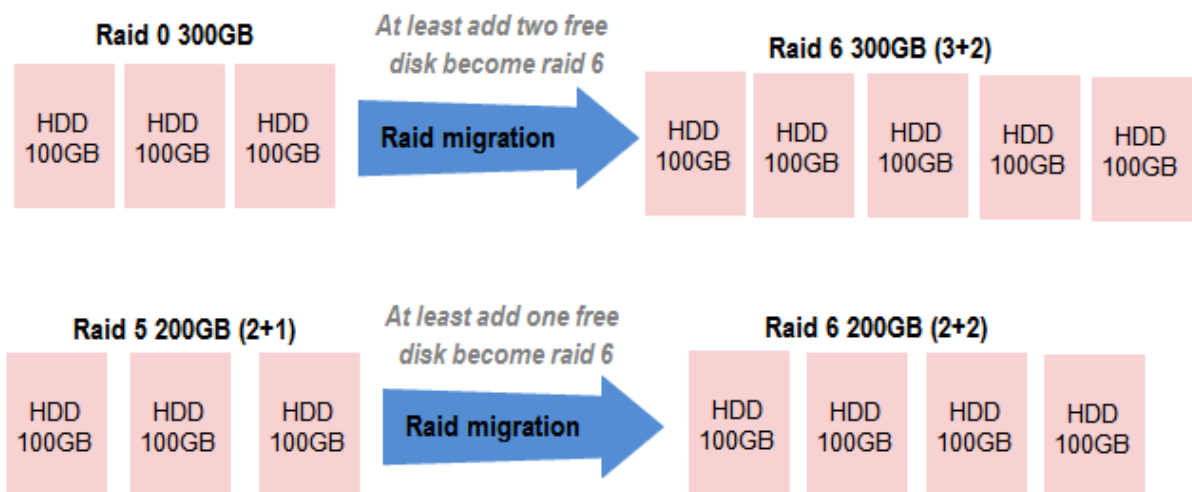 Raid 0 300GB
At least add two free
disk become raid 6
Raid 6 300GB (3+2)
HDD
100GB
HDD
100GB
HDD
100GB
Raid migration
HDD
100GB
HDD
100GB
HDD
100GB
HDD
100GB
HDD
100GB
Raid 5 200GB (2+1)
At least add one free
disk become raid 6
Raid 6 200GB (2+2)
HDD
100GB
HDD
100GB
HDD
100GB
Raid migration
HDD
100GB
HDD
100GB
HDD
100GB
HDD
100GB